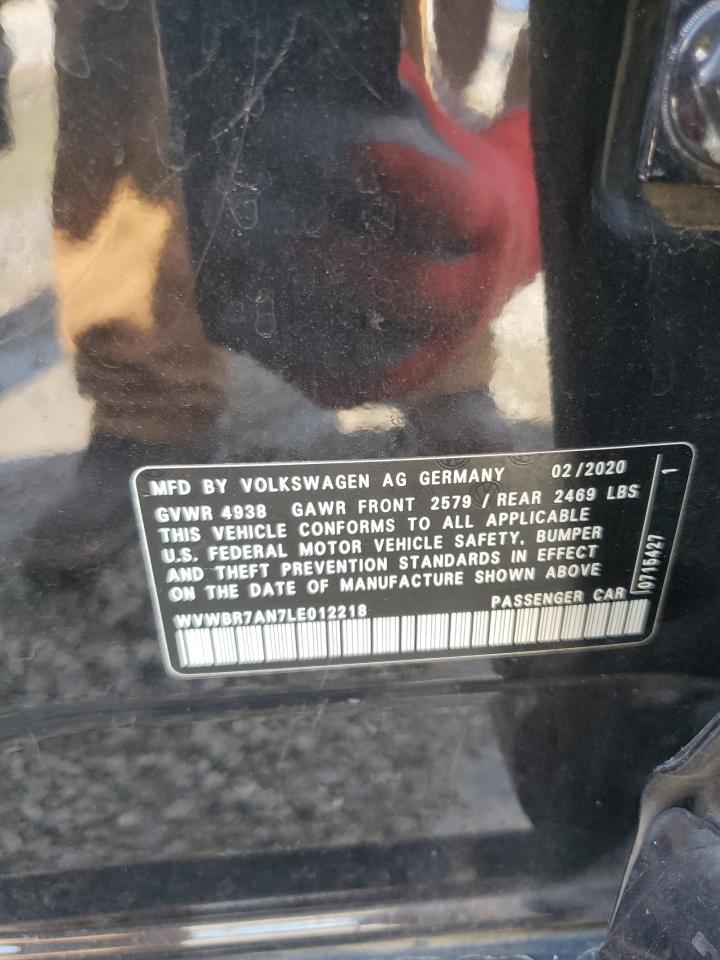 MFD BY VOLKSWAGEN AG GERMANY 02/2020
GVWR 4938 GAWR FRONT 2579 / REAR 2469 LBS
THIS VEHICLE CONFORMS TO ALL APPLICABLE
U.S. FEDERAL MOTOR VEHICLE SAFETY, BUMPER
AND THEFT PREVENTION STANDARDS IN EFFECT
ON THE DATE OF MANUFACTURE SHOWN ABOVE
PASSENGER CAR
WVWBR7AN7LE012218
0715427
1